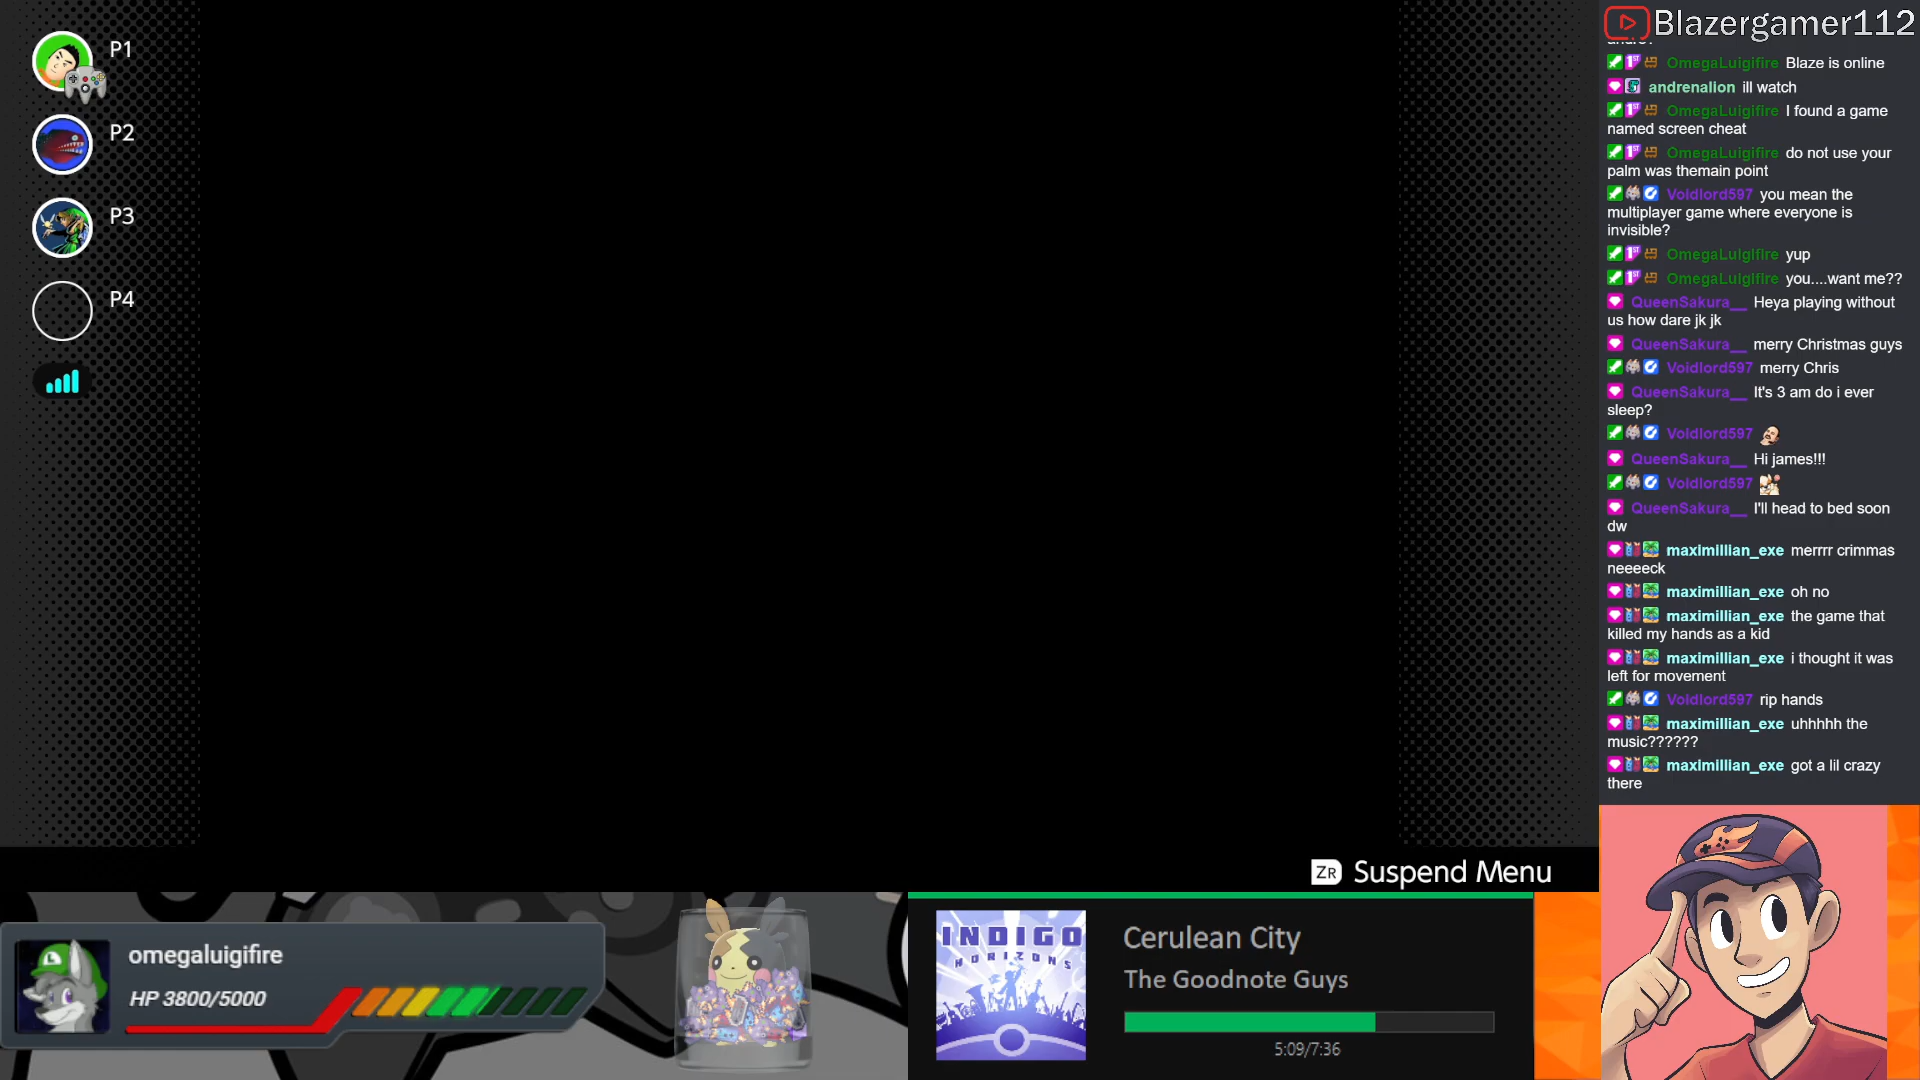 P1
P2
P3
P4
ZR Suspend Menu
Blazergamer112
OmegaLuigifire Blaze is online
andrenalion ill watch
OmegaLuigifire I found a game
named screen cheat
OmegaLuigifire do not use your
palm was themain point
Voidlord597 you mean the
multiplayer game where everyone is
invisible?
OmegaLuigifire yup
OmegaLuigifire you....want me??
QueenSakura__ Heya playing without
us how dare jk jk
QueenSakura__ merry Christmas guys
Voidlord597 merry Chris
QueenSakura__ It's 3 am do i ever
sleep?
Voidlord597
QueenSakura__ Hi james!!!
Voidlord597
QueenSakura__ I'll head to bed soon
dw
maximillian_exe merrrr crimmas
neeeeck
maximillian_exe oh no
maximillian_exe the game that
killed my hands as a kid
maximillian_exe i thought it was
left for movement
Voidlord597 rip hands
maximillian_exe uhhhhh the
music??????
maximillian_exe got a lil crazy
there
omegaluigifire
HP 3800/5000
INDIGO
HORIZONS
Cerulean City
The Goodnote Guys
5:09/7:36